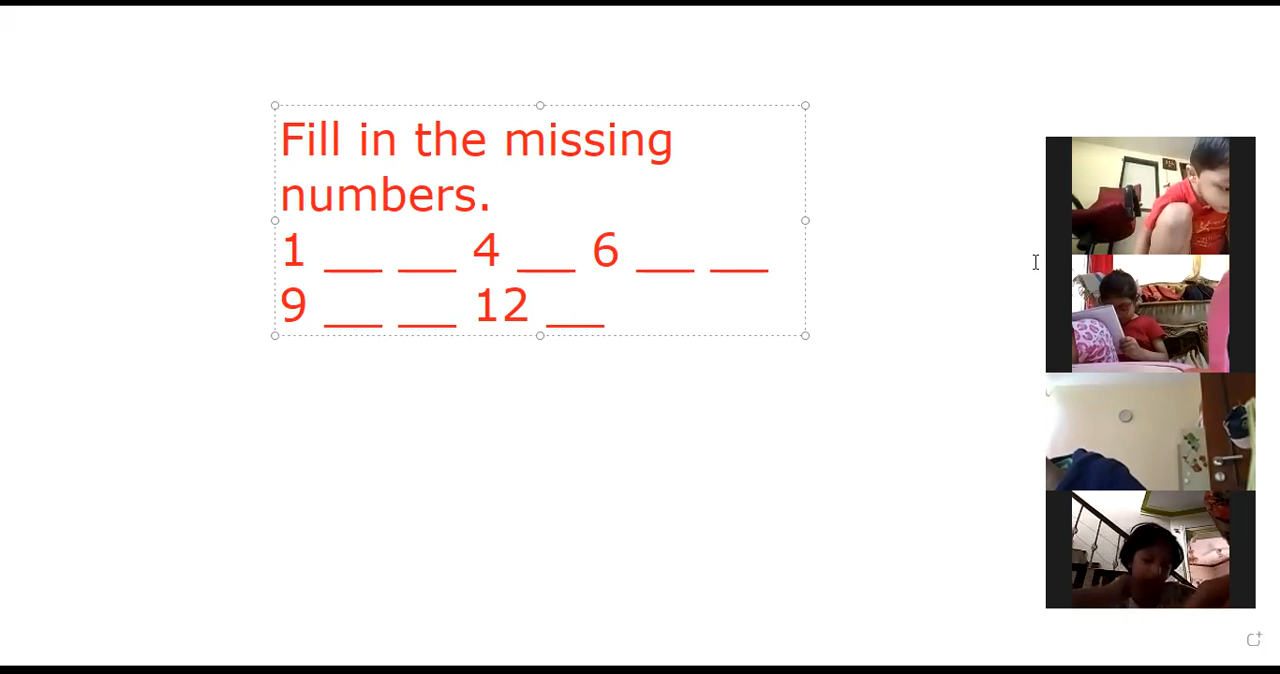 Fill in the missing
numbers.
1 __ __ 4 __ 6 __ __
9 __ __ 12 __